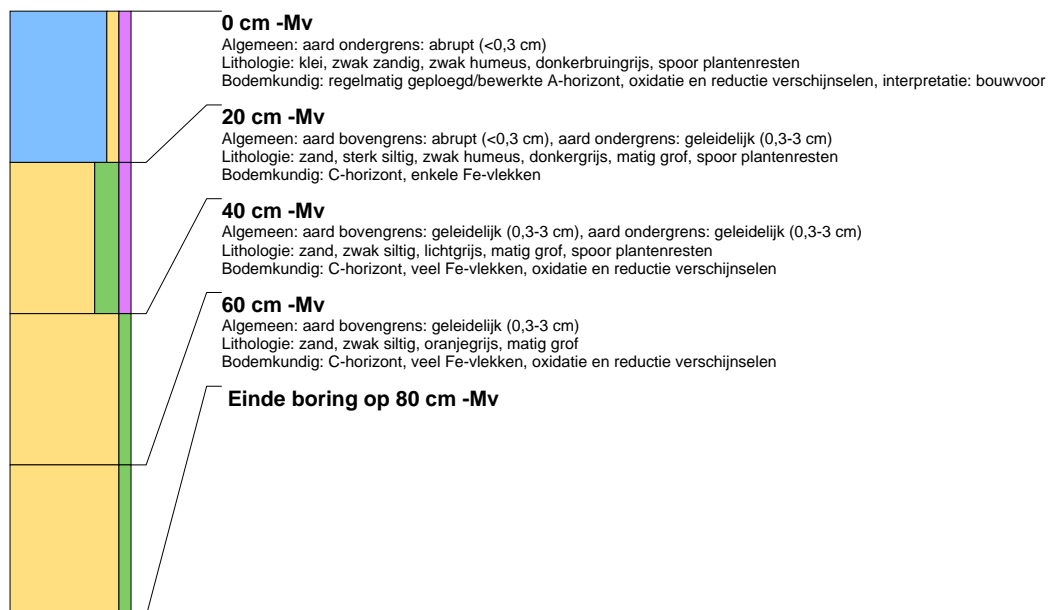 0 cm -Mv
Algemeen: aard ondergrens: abrupt (<0,3 cm)
Lithologie: klei, zwak zandig, zwak humeus, donkerbruingrijs, spoor plantenresten
Bodemkundig: regelmatig geploegd/bewerkte A-horizont, oxidatie en reductie verschijnselen, interpretatie: bouwvoor
20 cm -Mv
Algemeen: aard bovengrens: abrupt (<0,3 cm), aard ondergrens: geleidelijk (0,3-3 cm)
Lithologie: zand, sterk siltig, zwak humeus, donkergrijs, matig grof, spoor plantenresten
Bodemkundig: C-horizont, enkele Fe-vlekken
40 cm -Mv
Algemeen: aard bovengrens: geleidelijk (0,3-3 cm), aard ondergrens: geleidelijk (0,3-3 cm)
Lithologie: zand, zwak siltig, lichtgrijs, matig grof, spoor plantenresten
Bodemkundig: C-horizont, veel Fe-vlekken, oxidatie en reductie verschijnselen
60 cm -Mv
Algemeen: aard bovengrens: geleidelijk (0,3-3 cm)
Lithologie: zand, zwak siltig, oranjegrijs, matig grof
Bodemkundig: C-horizont, veel Fe-vlekken, oxidatie en reductie verschijnselen
Einde boring op 80 cm -Mv